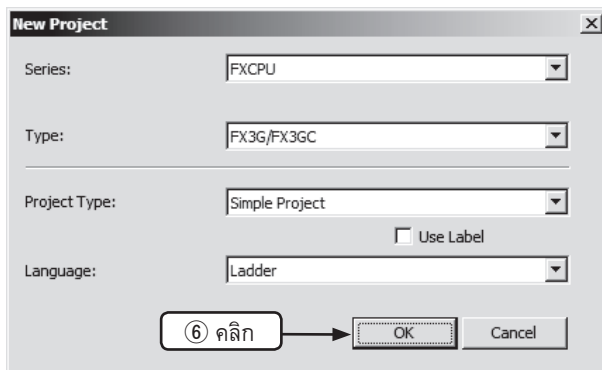 New Project
Series:
FXCPU
Type:
FX3G/FX3GC
Project Type:
Simple Project
Use Label
Language:
Ladder
⑥ คลิก
OK
Cancel